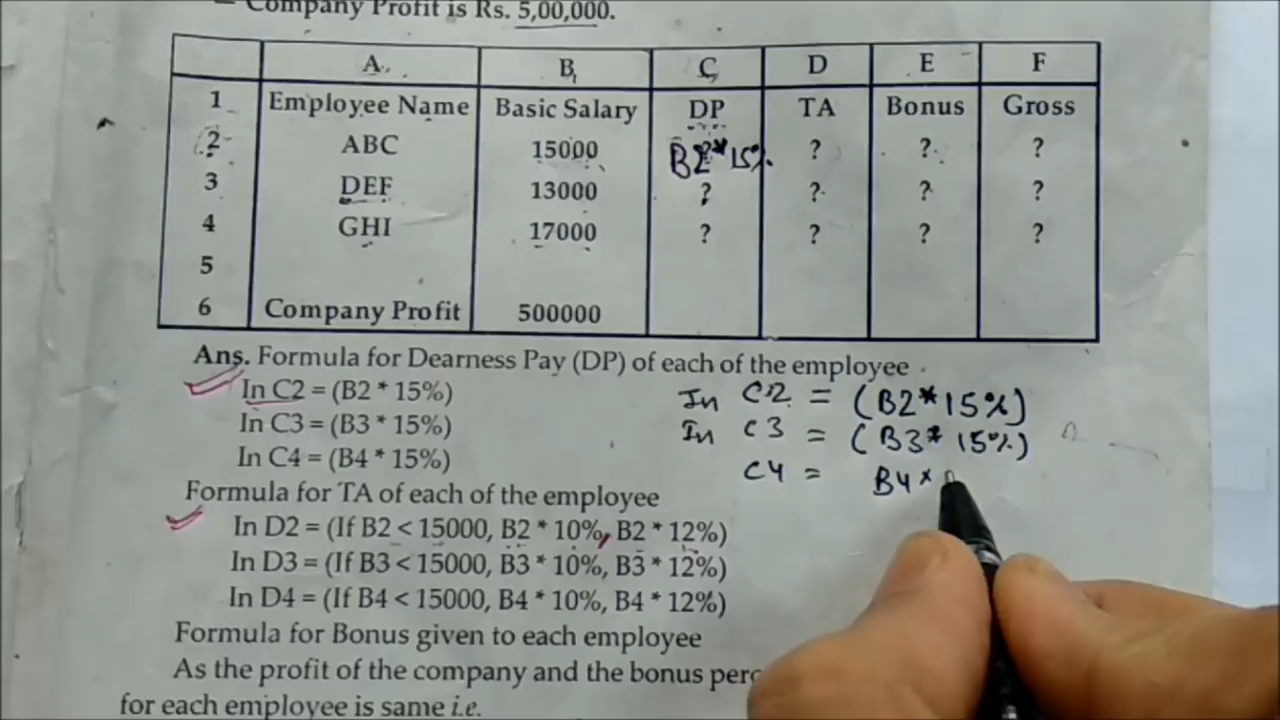 Company Profit is Rs. 5,00,000.
A B C D E F
1 Employee Name Basic Salary DP TA Bonus Gross
2 ABC 15000 B2*15% ? ? ?
3 DEF 13000 ? ? ? ?
4 GHI 17000 ? ? ? ?
5
6 Company Profit 500000
Ans. Formula for Dearness Pay (DP) of each of the employee
In C2 = (B2 * 15%) In C2 = (B2*15%)
In C3 = (B3 * 15%) In C3 = (B3* 15%)
In C4 = (B4 * 15%) C4 = B4*
Formula for TA of each of the employee
In D2 = (If B2 < 15000, B2 * 10%, B2 * 12%)
In D3 = (If B3 < 15000, B3 * 10%, B3 * 12%)
In D4 = (If B4 < 15000, B4 * 10%, B4 * 12%)
Formula for Bonus given to each employee
As the profit of the company and the bonus
for each employee is same i.e.